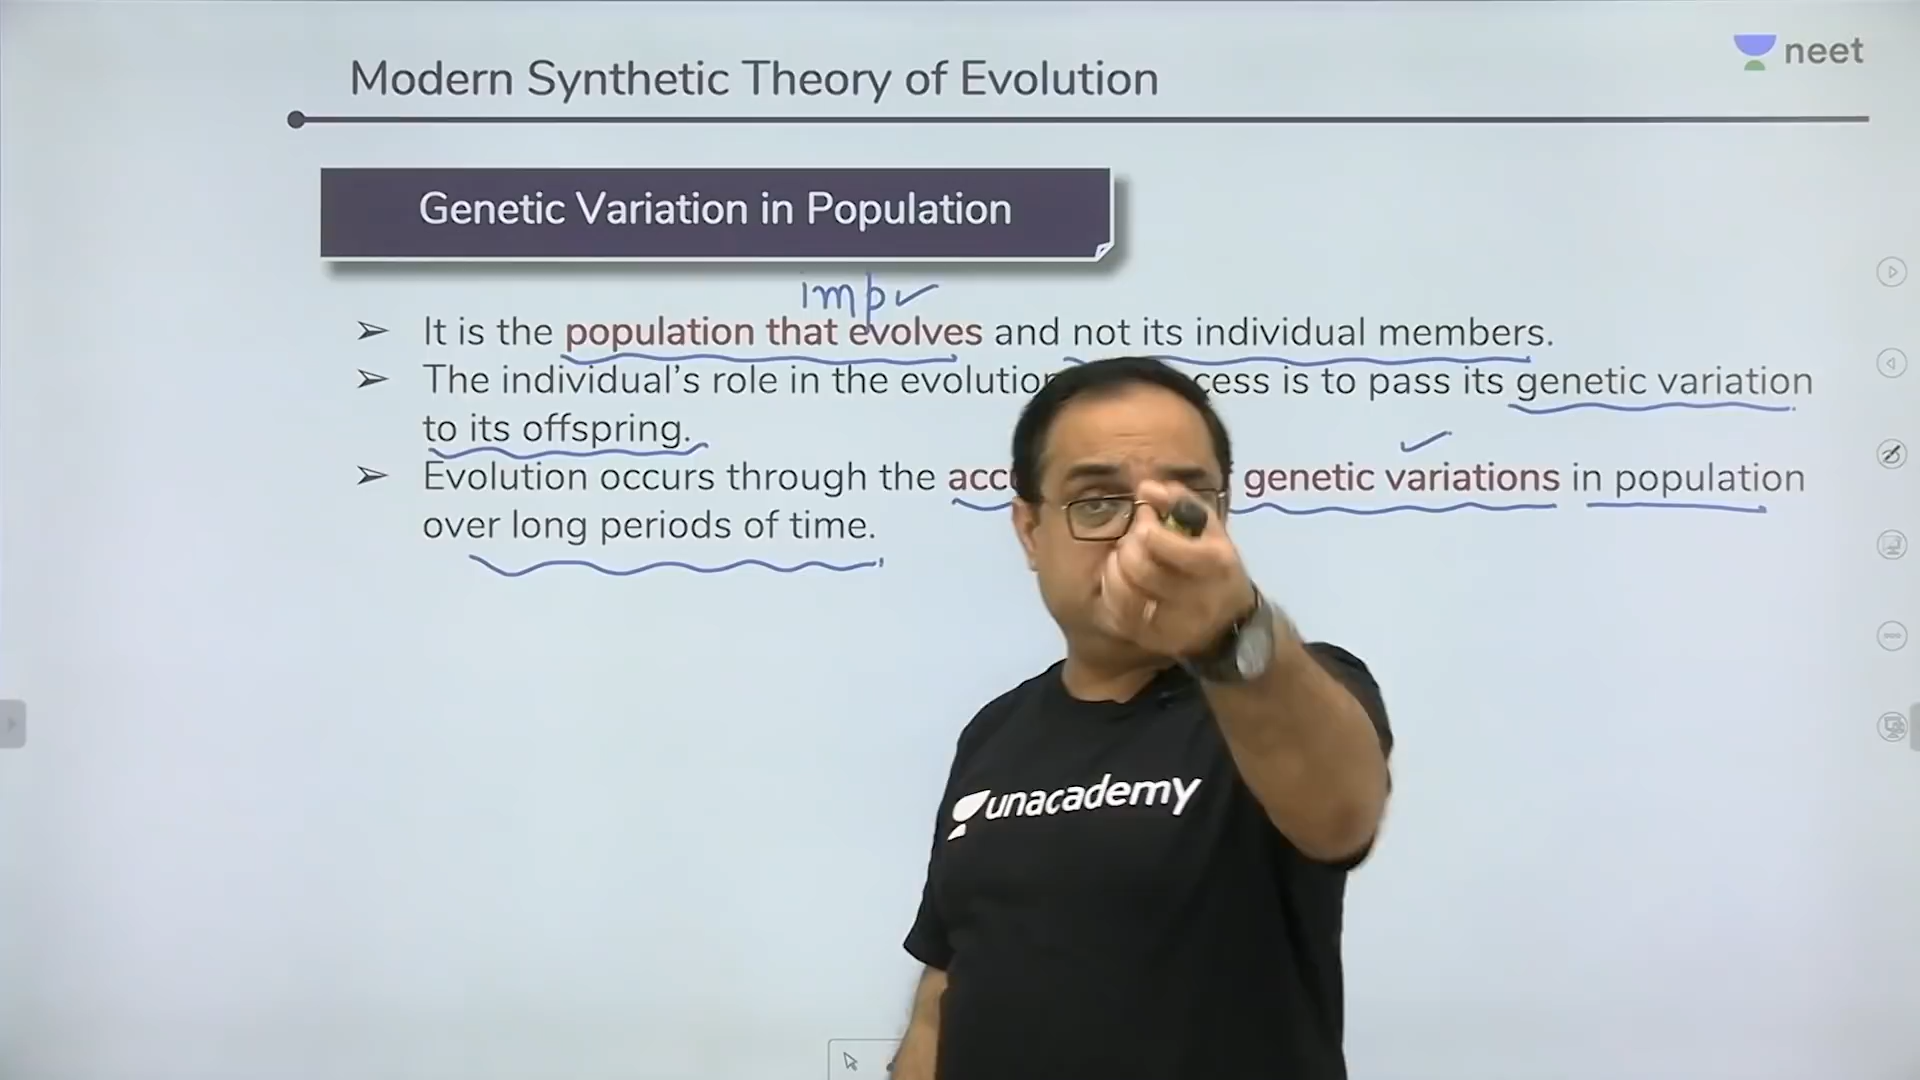 Modern Synthetic Theory of Evolution
neet
Genetic Variation in Population
imp
It is the population that evolves and not its individual members.
The individual's role in the cess is to pass its genetic variation
to its offspring.
Evolution occurs through the genetic variations in population
over long periods of time.
unacademy